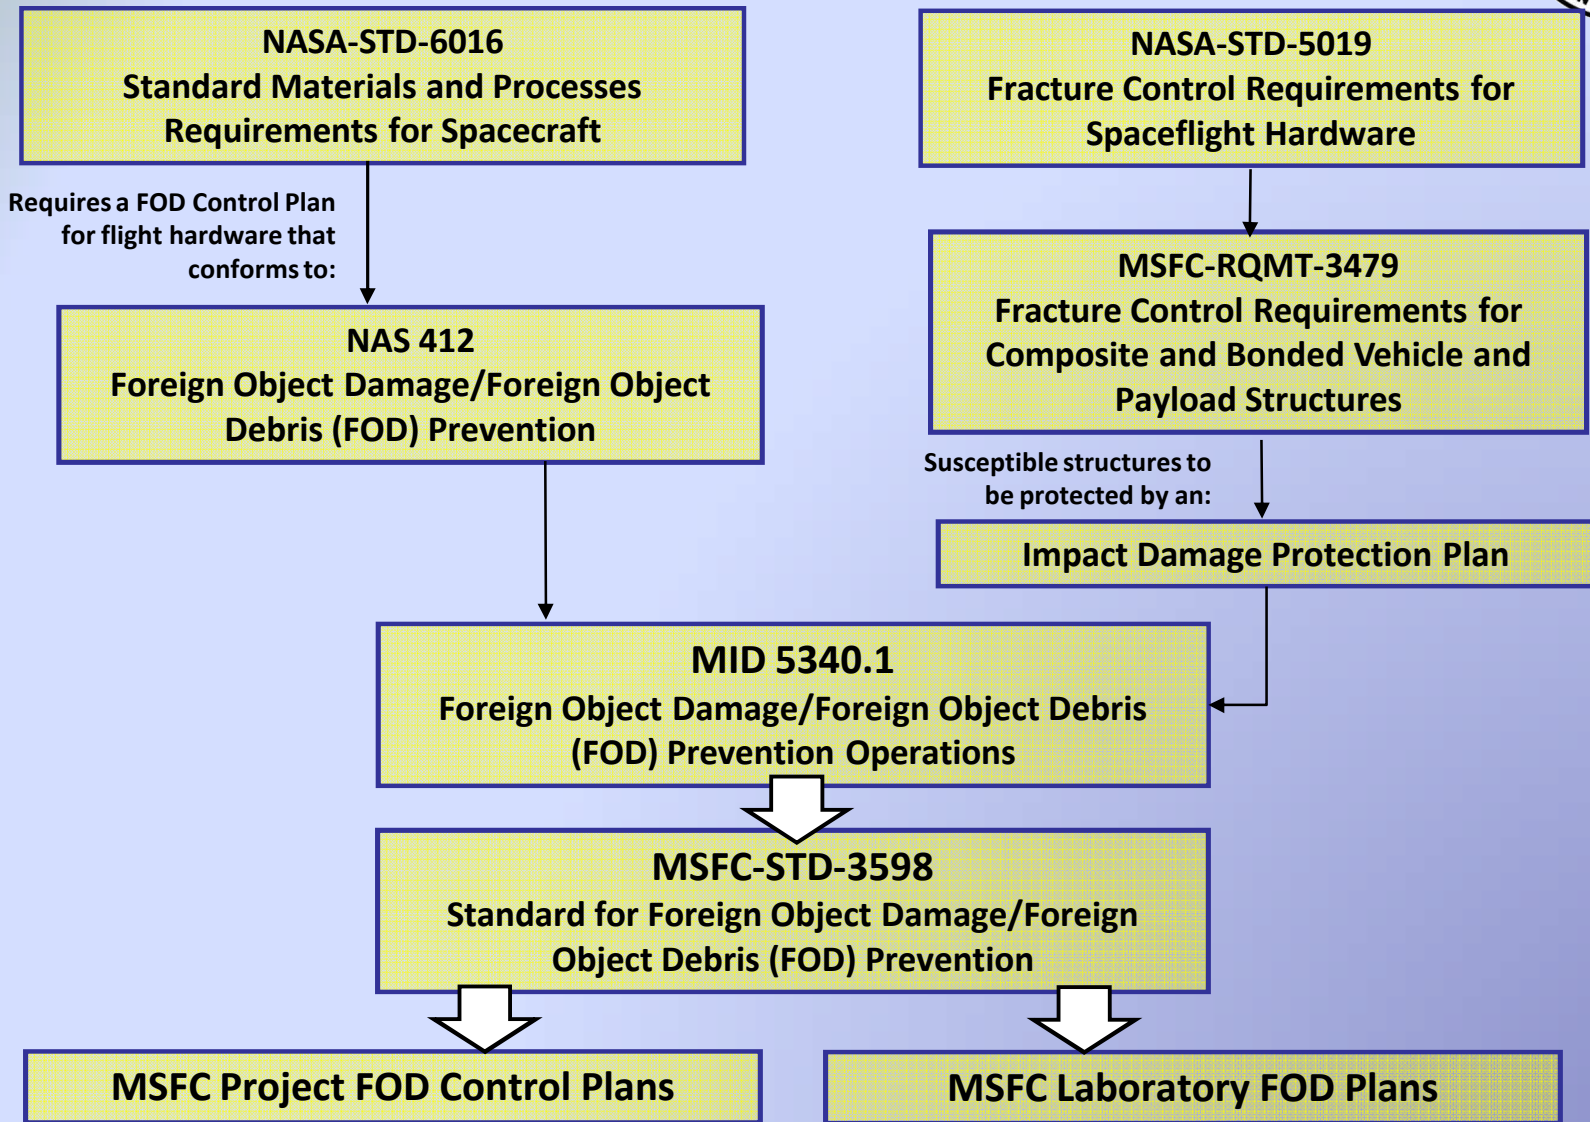 NASA-STD-6016
Standard Materials and Processes
Requirements for Spacecraft
NASA-STD-5019
Fracture Control Requirements for
Spaceflight Hardware
Requires a FOD Control Plan
for flight hardware that
conforms to:
MSFC-RQMT-3479
Fracture Control Requirements for
Composite and Bonded Vehicle and
Payload Structures
NAS 412
Foreign Object Damage/Foreign Object
Debris (FOD) Prevention
Susceptible structures to
be protected by an:
Impact Damage Protection Plan
MID 5340.1
Foreign Object Damage/Foreign Object Debris
(FOD) Prevention Operations
MSFC-STD-3598
Standard for Foreign Object Damage/Foreign
Object Debris (FOD) Prevention
MSFC Project FOD Control Plans
MSFC Laboratory FOD Plans